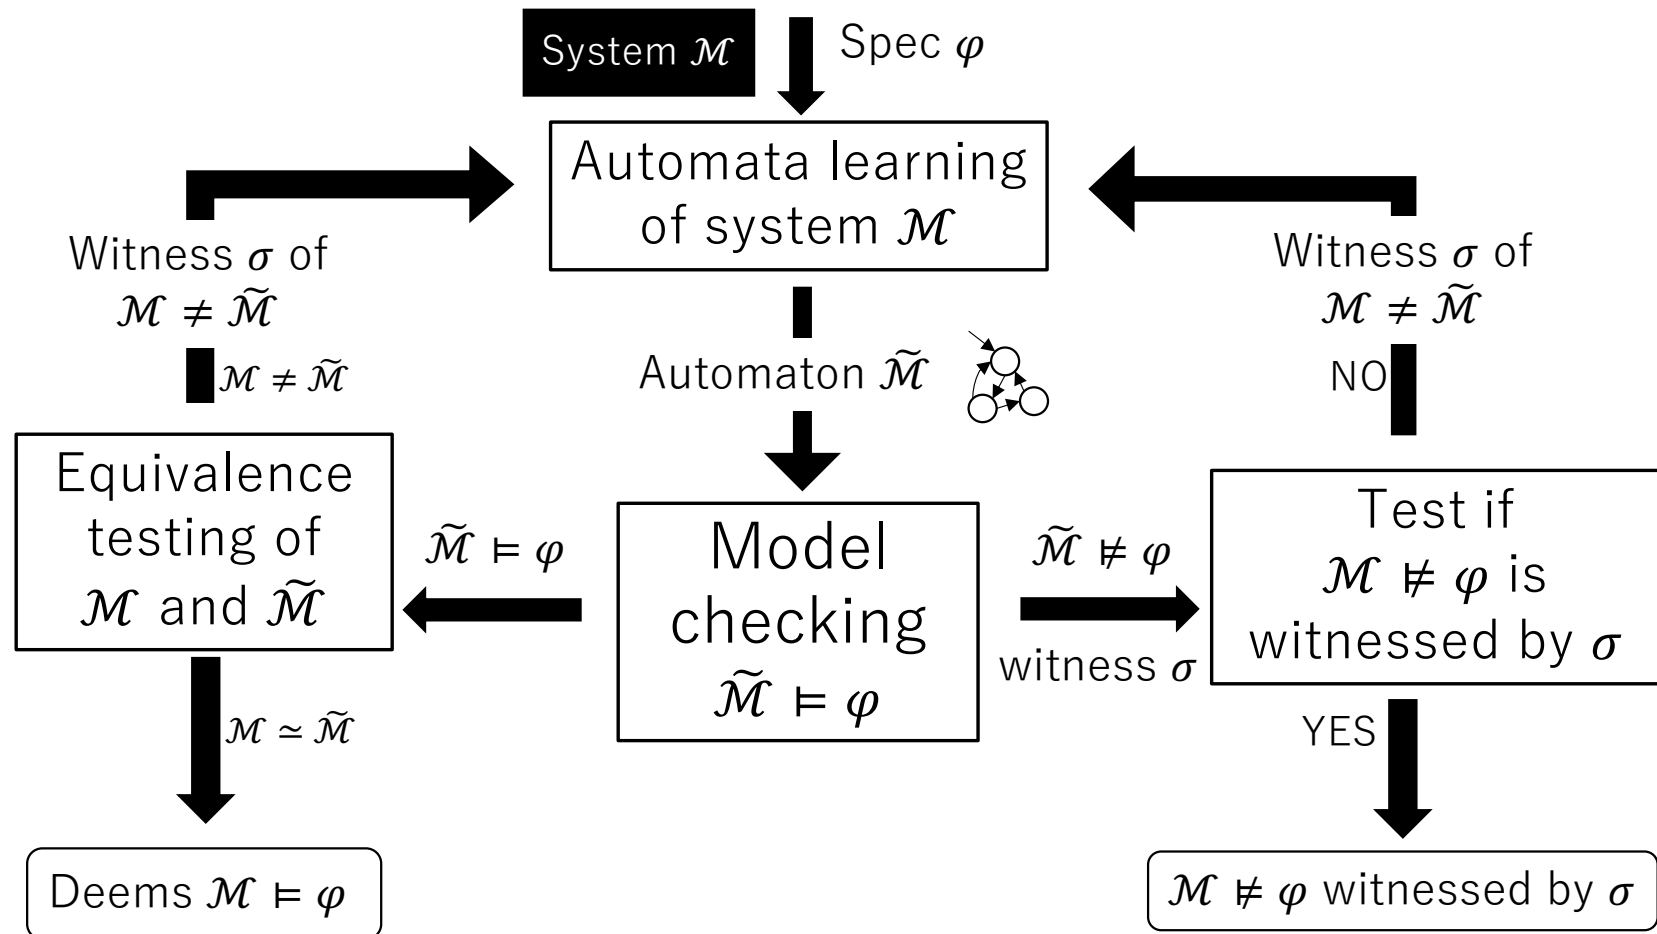 System ℳ
Spec φ
Automata learning
of system ℳ
Witness σ of
ℳ ≠ ℳ̃
ℳ ≠ ℳ̃
Automaton ℳ̃
Witness σ of
ℳ ≠ ℳ̃
NO
Equivalence
testing of
ℳ and ℳ̃
ℳ̃ ⊨ φ
Model
checking
ℳ̃ ⊨ φ
ℳ̃ ⊭ φ
witness σ
Test if
ℳ ⊭ φ is
witnessed by σ
ℳ ≃ ℳ̃
YES
Deems ℳ ⊨ φ
ℳ ⊭ φ witnessed by σ